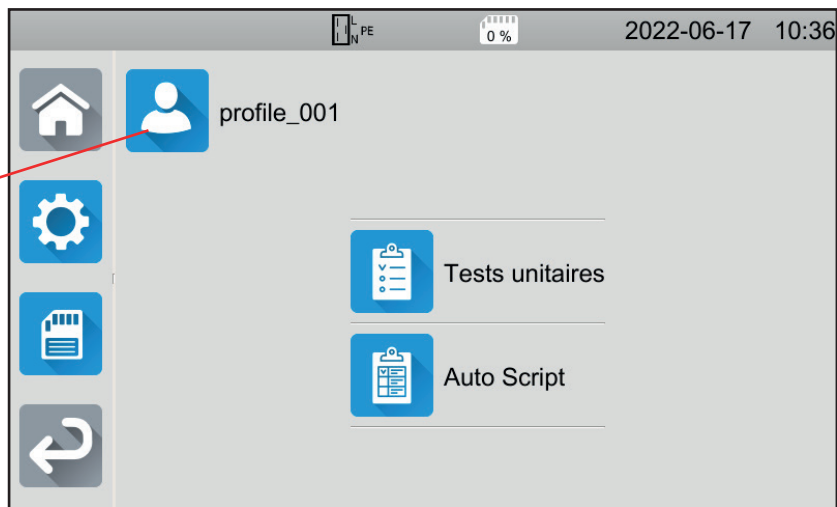 L
N PE
0 %
2022-06-17 10:36
profile_001
Tests unitaires
Auto Script